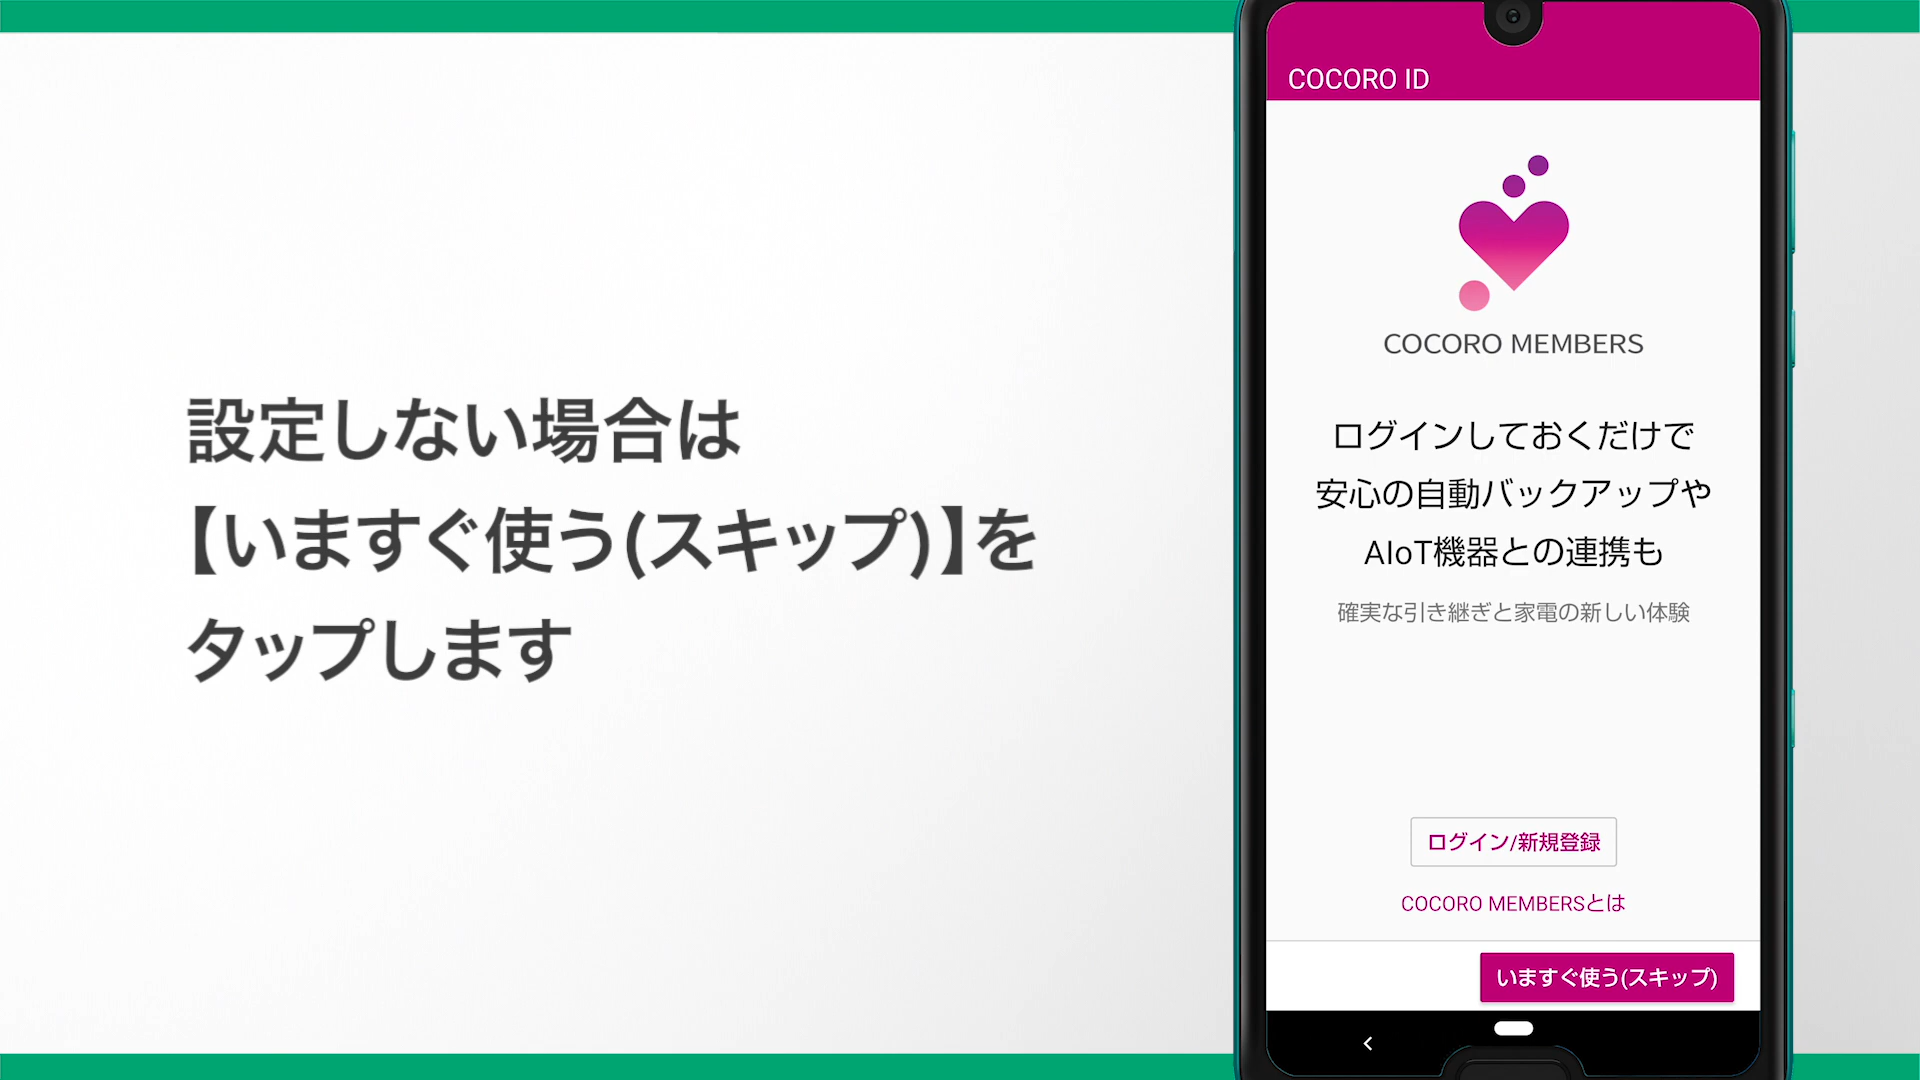 設定しない場合は
【いますぐ使う(スキップ)】を
タップします
COCORO ID
COCORO MEMBERS
ログインしておくだけで
安心の自動バックアップや
AIoT機器との連携も
確実な引き継ぎと家電の新しい体験
ログイン/新規登録
COCORO MEMBERSとは
いますぐ使う(スキップ)